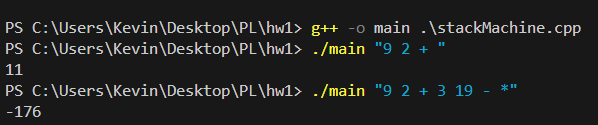 PS C:\Users\Kevin\Desktop\PL\hw1> g++ -o main .\stackMachine.cpp
PS C:\Users\Kevin\Desktop\PL\hw1> ./main "9 2 + "
11
PS C:\Users\Kevin\Desktop\PL\hw1> ./main "9 2 + 3 19 - *"
-176